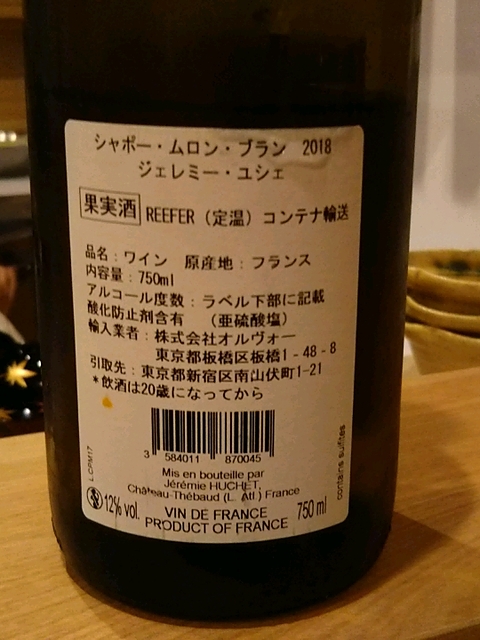 シャポー・ムロン・ブラン 2018
ジェレミー・ユシェ
果実酒 REEFER（定温）コンテナ輸送
品名：ワイン 原産地：フランス
内容量：750ml
アルコール度数：ラベル下部に記載
酸化防止剤含有 （亜硫酸塩）
輸入業者：株式会社オルヴォー
東京都板橋区板橋1-48-8
引取先：東京都新宿区南山伏町1-21
*飲酒は20歳になってから
3 584011 870045
L.CPM17
contains sulfites
Mis en bouteille par
Jérémie HUCHET,
Château-Thébaud (L. Atl.) France
12% vol. VIN DE FRANCE 750 ml
PRODUCT OF FRANCE